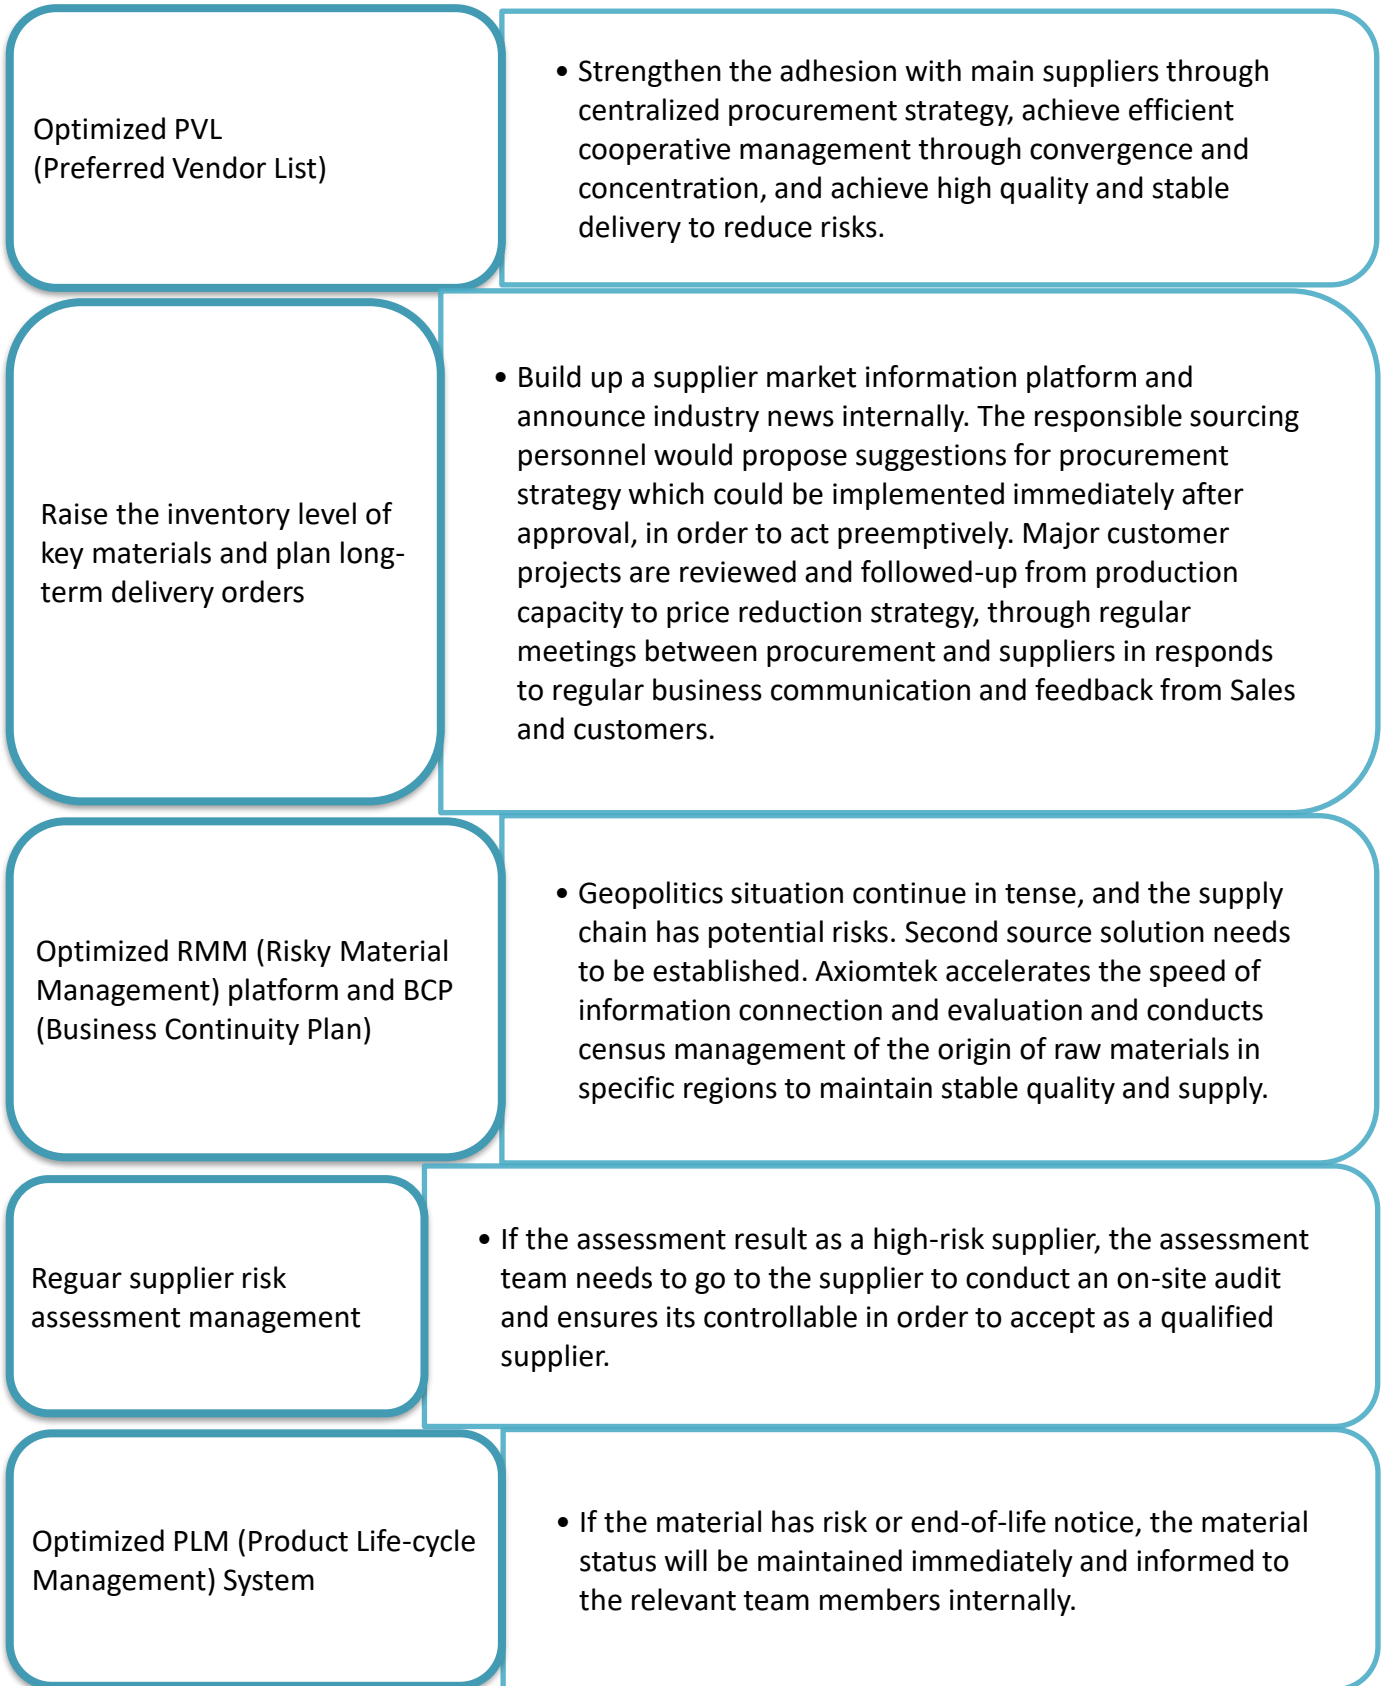 Optimized PVL
(Preferred Vendor List)
• Strengthen the adhesion with main suppliers through
centralized procurement strategy, achieve efficient
cooperative management through convergence and
concentration, and achieve high quality and stable
delivery to reduce risks.
Raise the inventory level of
key materials and plan long-
term delivery orders
• Build up a supplier market information platform and
announce industry news internally. The responsible sourcing
personnel would propose suggestions for procurement
strategy which could be implemented immediately after
approval, in order to act preemptively. Major customer
projects are reviewed and followed-up from production
capacity to price reduction strategy, through regular
meetings between procurement and suppliers in responds
to regular business communication and feedback from Sales
and customers.
Optimized RMM (Risky Material
Management) platform and BCP
(Business Continuity Plan)
• Geopolitics situation continue in tense, and the supply
chain has potential risks. Second source solution needs
to be established. Axiomtek accelerates the speed of
information connection and evaluation and conducts
census management of the origin of raw materials in
specific regions to maintain stable quality and supply.
Reguar supplier risk
assessment management
• If the assessment result as a high-risk supplier, the assessment
team needs to go to the supplier to conduct an on-site audit
and ensures its controllable in order to accept as a qualified
supplier.
Optimized PLM (Product Life-cycle
Management) System
• If the material has risk or end-of-life notice, the material
status will be maintained immediately and informed to
the relevant team members internally.